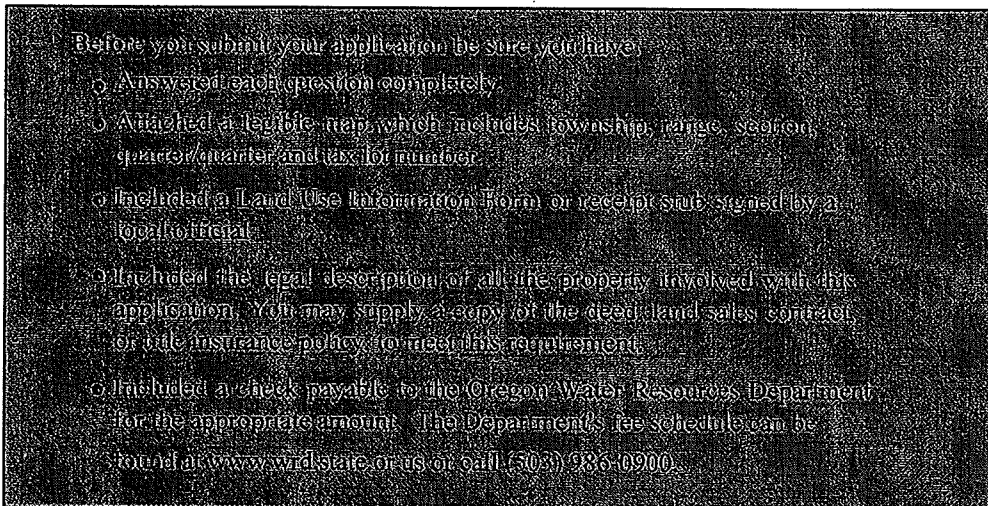 Before you submit your application be sure you have:
o Answered each question completely.
o Attached a legible map which includes township, range, section,
quarter/quarter and tax lot number.
o Included a Land Use Information Form or receipt stub signed by a
local official.
o Included the legal description of all the property involved with this
application. You may supply a copy of the deed, land sales contract,
or title insurance policy, to meet this requirement.
o Included a check payable to the Oregon Water Resources Department
for the appropriate amount. The Department's fee schedule can be
found at www.wrd.state.or.us or call (503) 986-0900.